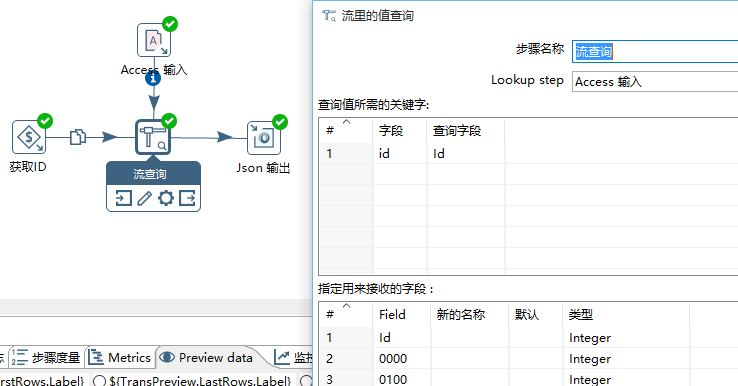 Access 输入
获取ID
流查询
Json 输出
步骤度量
Metrics
Preview data
rstRows.Label}
${TransPreview.LastRows.Label}
流里的值查询
步骤名称
流查询
Lookup step
Access 输入
查询值所需的关键字:
# 字段 查询字段
1 id Id
指定用来接收的字段 :
# Field 新的名称 默认 类型
1 Id Integer
2 0000 Integer
3 0100 Integer